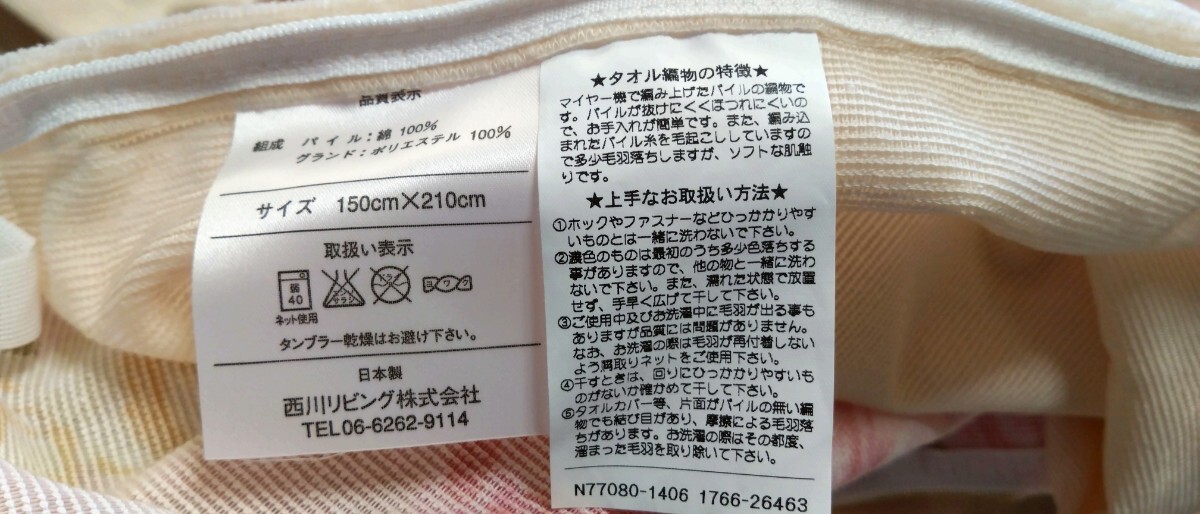 品質表示
組成 パイル:綿 100%
グランド:ポリエステル 100%
サイズ 150cm×210cm
取扱い表示
弱
40
エンソサラシ
ドライ
ヨワク
ネット使用
タンブラー乾燥はお避け下さい。
日本製
西川リビング株式会社
TEL06-6262-9114
★タオル編物の特徴★
マイヤー機で編み上げたパイルの編物で
す。パイルが抜けにくくほつれにくいの
で、お手入れが簡単です。また、編み込
まれたパイル糸を毛起こししていますの
で多少毛羽落ちしますが、ソフトな肌触
りです。
★上手なお取扱い方法★
①ホックやファスナーなどひっかかりやす
いものとは一緒に洗わないで下さい。
②濃色のものは最初のうち多少色落ちする
事がありますので、他の物と一緒に洗わ
ないで下さい。また、濡れた状態で放置
せず、手早く広げて干して下さい。
③ご使用中及びお洗濯中に毛羽が出る事も
ありますが品質には問題がありません。
なお、お洗濯の際は毛羽が再付着しない
よう屑取りネットをご使用下さい。
④干すときは、回りにひっかかりやすいも
のがないか確かめて干して下さい。
⑤タオルカバー等、片面がパイルの無い編
物でも結び目があり、摩擦による毛羽落
ちがあります。お洗濯の際はその都度、
溜まった毛羽を取り除いて下さい。
N77080-1406 1766-26463